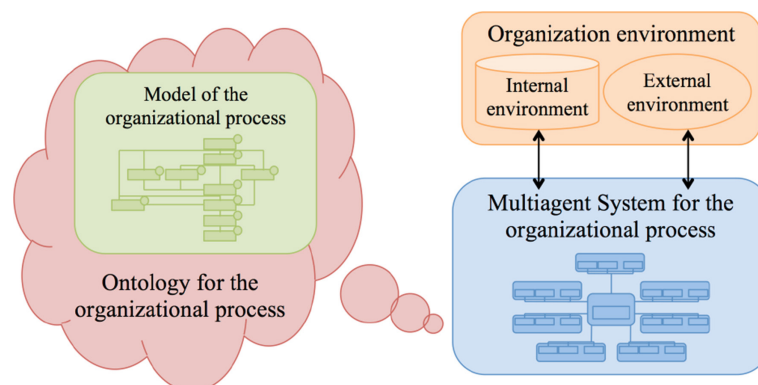 Model of the
organizational process
Ontology for the
organizational process
Organization environment
Internal
environment
External
environment
Multiagent System for the
organizational process